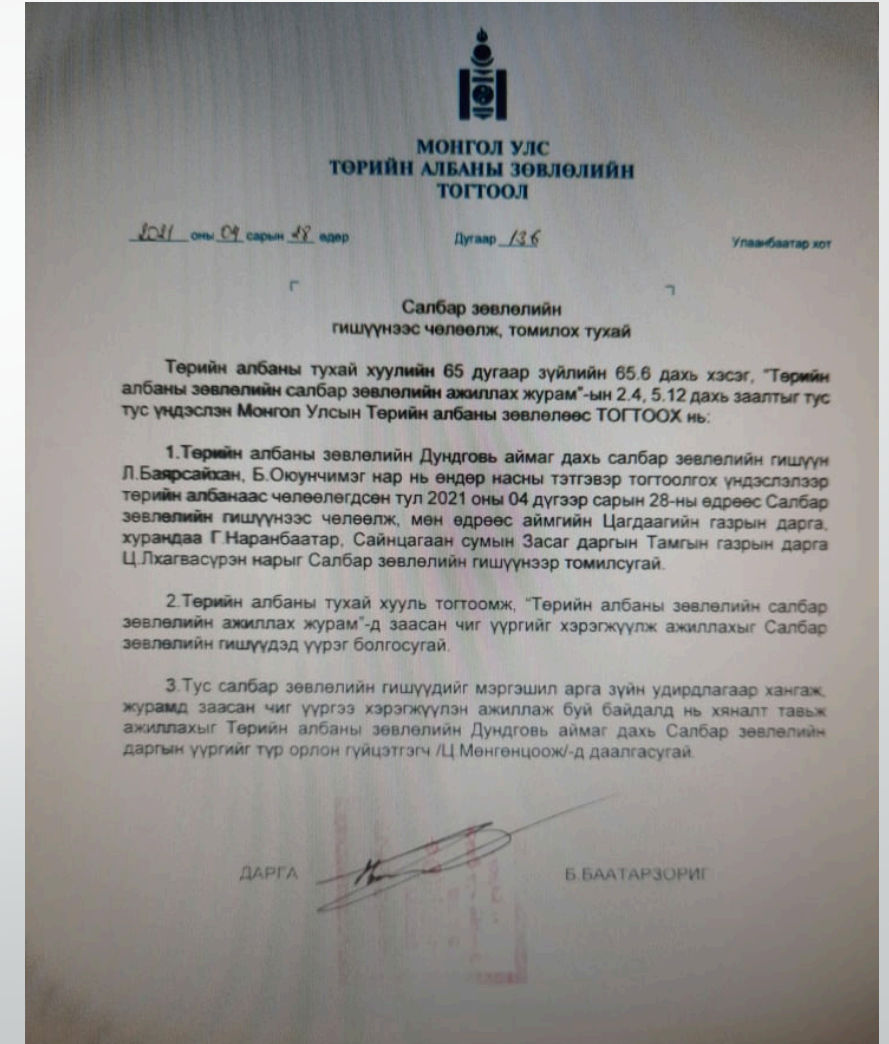 МОНГОЛ УЛС
ТӨРИЙН АЛБАНЫ ЗӨВЛӨЛИЙН
ТОГТООЛ
2021 оны 04 сарын 28 өдөр Дугаар 136 Улаанбаатар хот
Салбар зөвлөлийн
гишүүнээс чөлөөлж, томилох тухай
Төрийн албаны тухай хуулийн 65 дугаар зүйлийн 65.6 дахь хэсэг, “Төрийн
албаны зөвлөлийн салбар зөвлөлийн ажиллах журам”-ын 2.4, 5.12 дахь заалтыг тус
тус үндэслэн Монгол Улсын Төрийн албаны зөвлөлөөс ТОГТООХ нь:
1.Төрийн албаны зөвлөлийн Дундговь аймаг дахь салбар зөвлөлийн гишүүн
Л.Баярсайхан, Б.Оюунчимэг нар нь өндөр насны тэтгэвэр тогтоолгох үндэслэлээр
төрийн албанаас чөлөөлөгдсөн тул 2021 оны 04 дүгээр сарын 28-ны өдрөөс Салбар
зөвлөлийн гишүүнээс чөлөөлж, мөн өдрөөс аймгийн Цагдаагийн газрын дарга,
хурандаа Г.Наранбаатар, Сайнцагаан сумын Засаг даргын Тамгын газрын дарга
Ц.Лхагвасүрэн нарыг Салбар зөвлөлийн гишүүнээр томилсугай.
2.Төрийн албаны тухай хууль тогтоомж, “Төрийн албаны зөвлөлийн салбар
зөвлөлийн ажиллах журам”-д заасан чиг үүргийг хэрэгжүүлж ажиллахыг Салбар
зөвлөлийн гишүүдэд үүрэг болгосугай.
3.Тус салбар зөвлөлийн гишүүдийг мэргэшил арга зүйн удирдлагаар хангаж,
журамд заасан чиг үүргээ хэрэгжүүлэн ажиллаж буй байдалд нь хяналт тавьж
ажиллахыг Төрийн албаны зөвлөлийн Дундговь аймаг дахь Салбар зөвлөлийн
даргын үүргийг түр орлон гүйцэтгэгч /Ц.Мөнгөнцоож/-д даалгасугай.
ДАРГА Б.БААТАРЗОРИГ